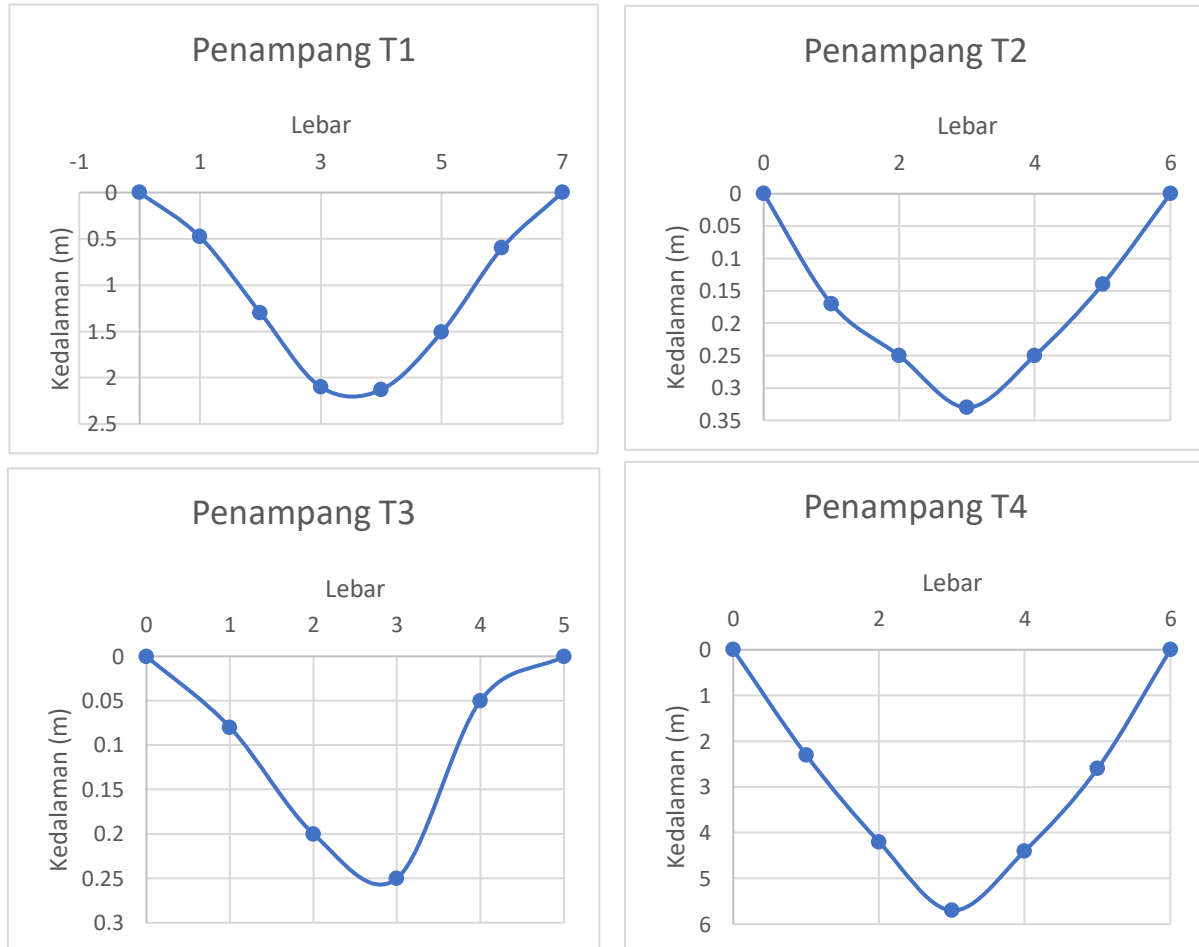 Penampang T1
Lebar
-1 1 3 5 7
0
0.5
1
1.5
2
2.5
Kedalaman (m)
Penampang T2
Lebar
0 2 4 6
0
0.05
0.1
0.15
0.2
0.25
0.3
0.35
Kedalaman (m)
Penampang T3
Lebar
0 1 2 3 4 5
0
0.05
0.1
0.15
0.2
0.25
0.3
Kedalaman (m)
Penampang T4
Lebar
0 2 4 6
0
1
2
3
4
5
6
Kedalaman (m)